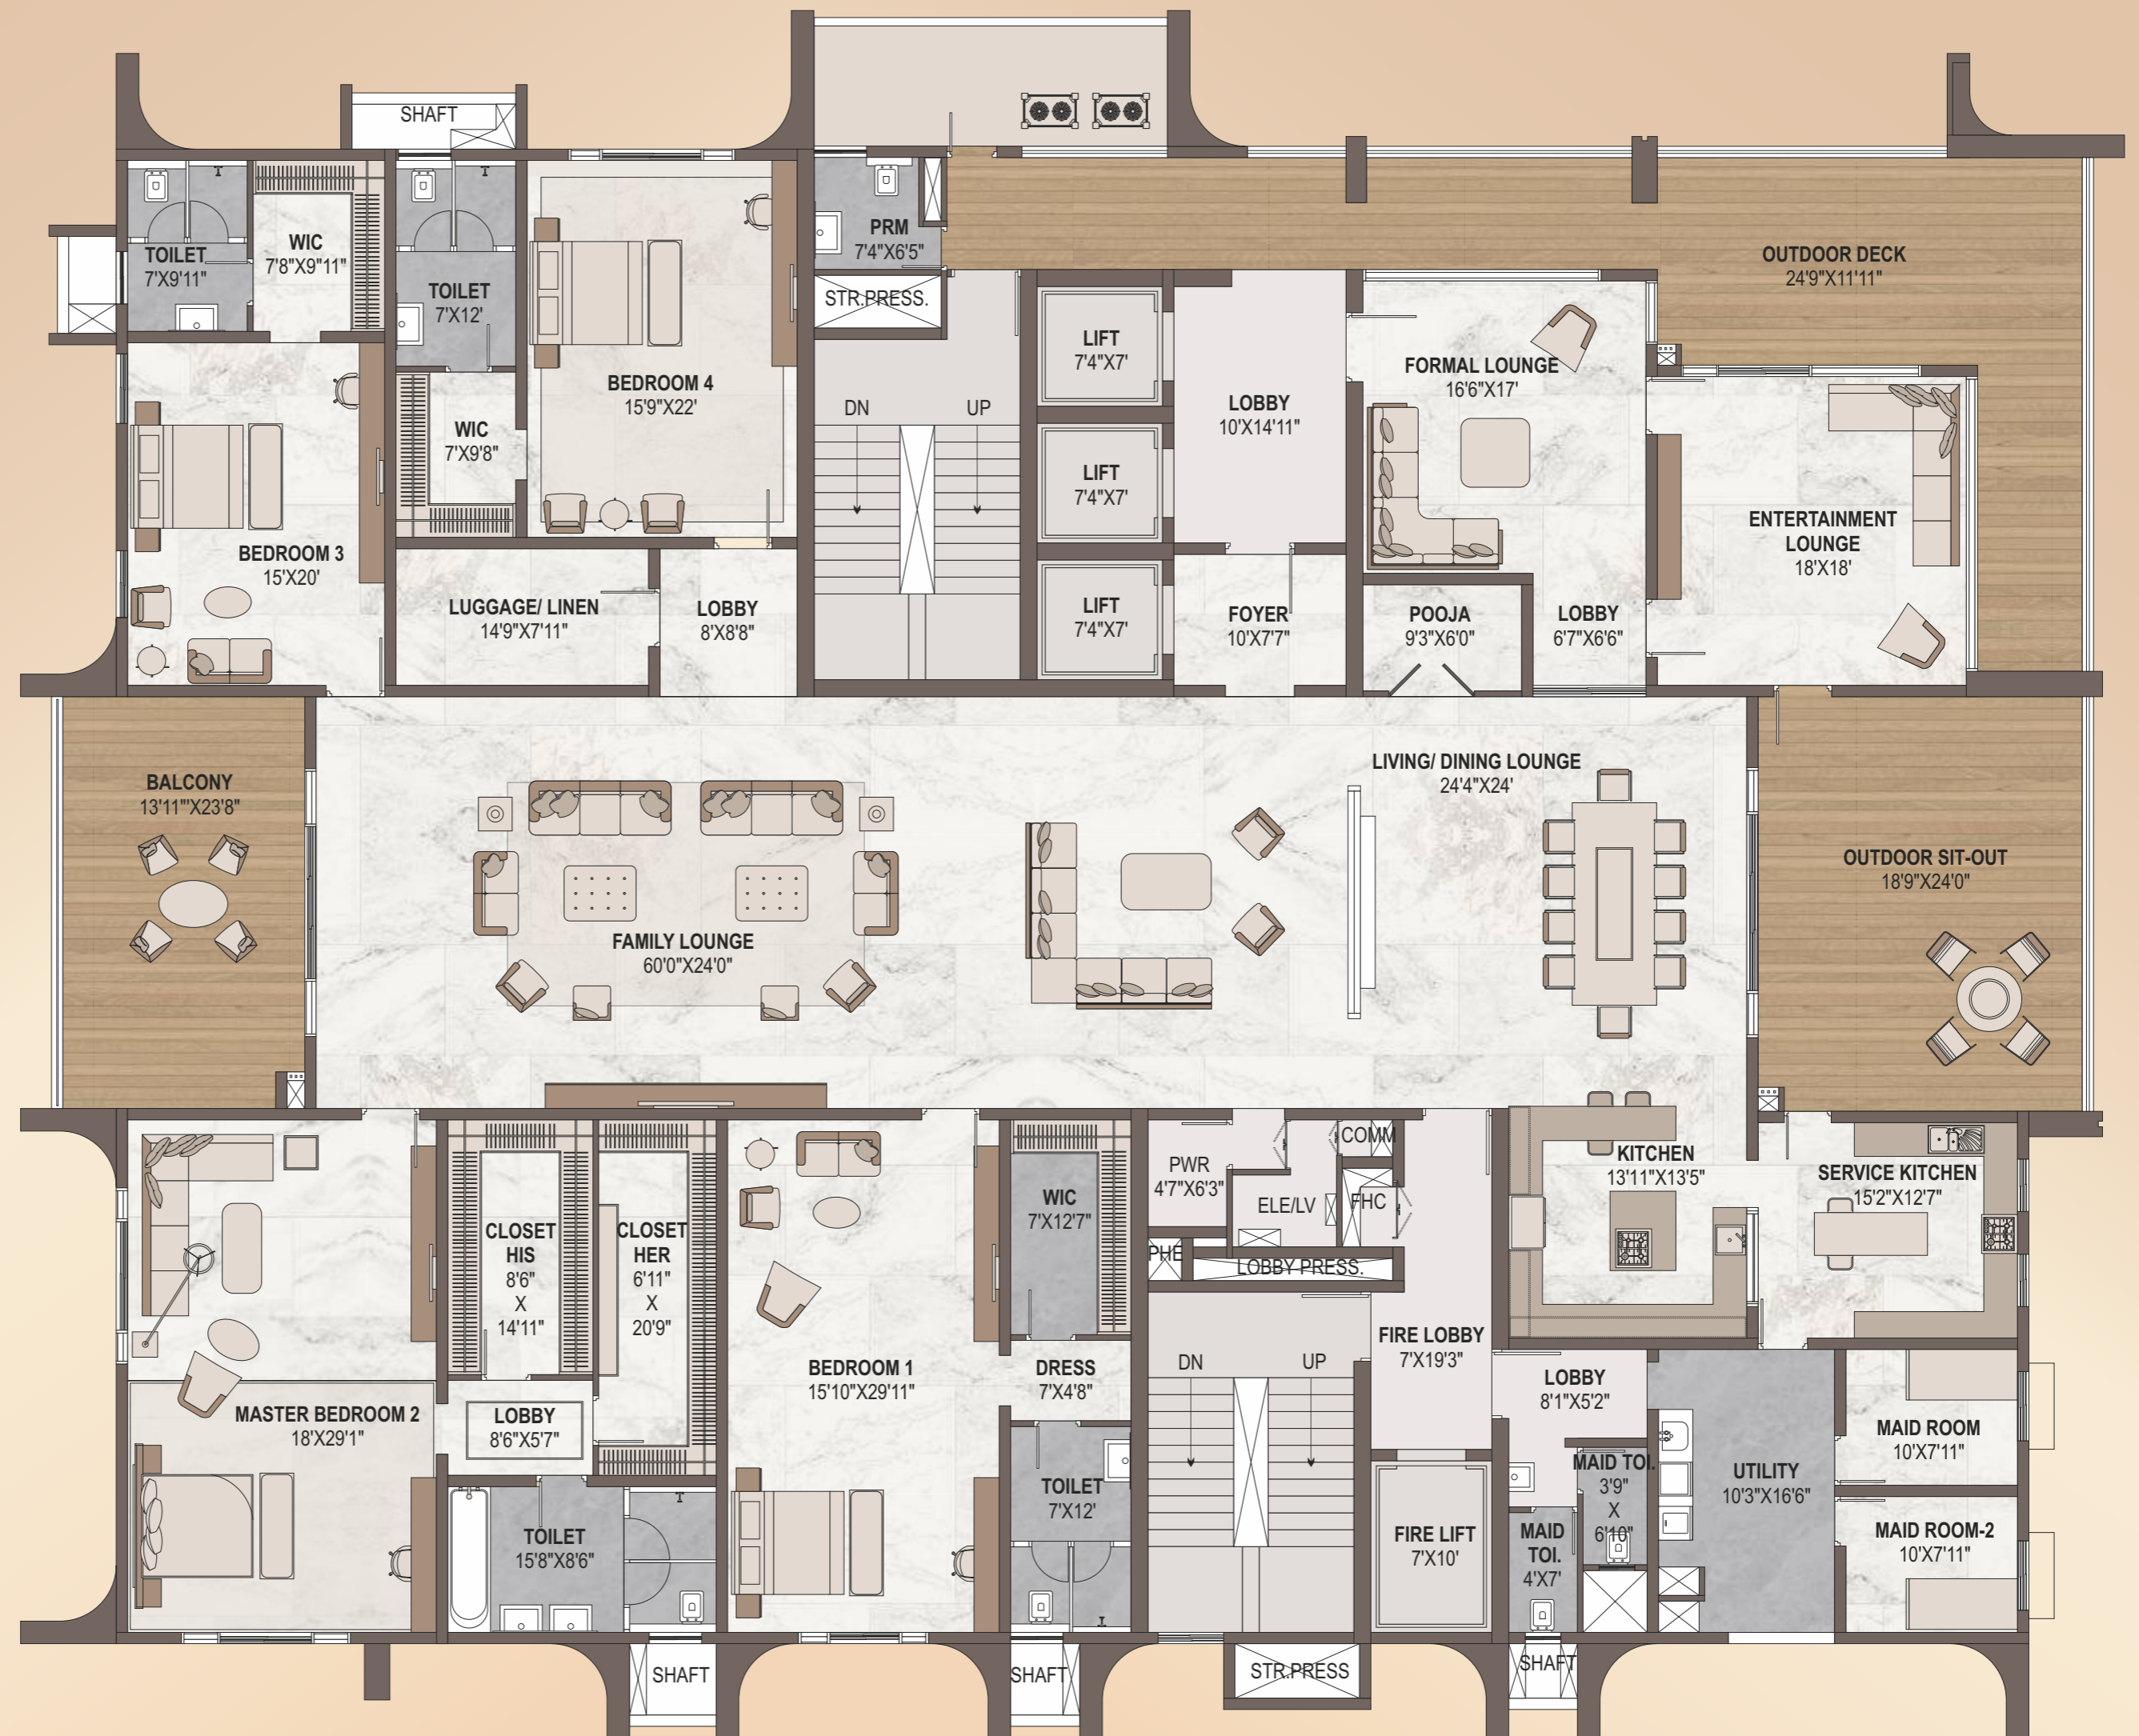 SHAFT
TOILET
7'X9'11"
WIC
7'8"X9"11"
TOILET
7'X12'
WIC
7'X9'8"
BEDROOM 4
15'9"X22'
BEDROOM 3
15'X20'
LUGGAGE/ LINEN
14'9"X7'11"
LOBBY
8'X8'8"
PRM
7'4"X6'5"
STR.PRESS.
DN
UP
LIFT
7'4"X7'
LIFT
7'4"X7'
LIFT
7'4"X7'
LOBBY
10'X14'11"
FOYER
10'X7'7"
FORMAL LOUNGE
16'6"X17'
POOJA
9'3"X6'0"
LOBBY
6'7"X6'6"
OUTDOOR DECK
24'9"X11'11"
ENTERTAINMENT
LOUNGE
18'X18'
BALCONY
13'11"'X23'8"
FAMILY LOUNGE
60'0"X24'0"
LIVING/ DINING LOUNGE
24'4"X24'
OUTDOOR SIT-OUT
18'9"X24'0"
MASTER BEDROOM 2
18'X29'1"
CLOSET
HIS
8'6"
X
14'11"
CLOSET
HER
6'11"
X
20'9"
LOBBY
8'6"X5'7"
TOILET
15'8"X8'6"
SHAFT
BEDROOM 1
15'10"X29'11"
WIC
7'X12'7"
DRESS
7'X4'8"
TOILET
7'X12'
SHAFT
PWR
4'7"X6'3"
COMM
ELE/LV
FHC
PHE
LOBBY PRESS.
DN
UP
FIRE LOBBY
7'X19'3"
FIRE LIFT
7'X10'
STR.PRESS
KITCHEN
13'11"X13'5"
SERVICE KITCHEN
15'2"X12'7"
LOBBY
8'1"X5'2"
MAID TOI.
3'9"
X
6'10"
MAID
TOI.
4'X7'
SHAFT
UTILITY
10'3"X16'6"
MAID ROOM
10'X7'11"
MAID ROOM-2
10'X7'11"